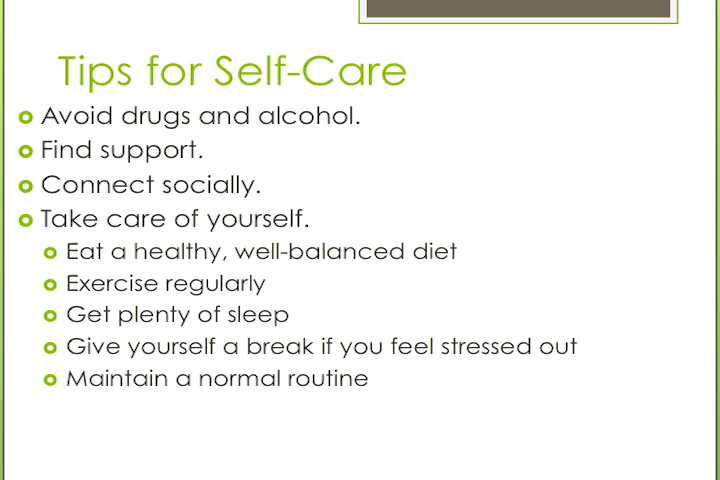 Tips for Self-Care
Avoid drugs and alcohol.
Find support.
Connect socially.
Take care of yourself.
Eat a healthy, well-balanced diet
Exercise regularly
Get plenty of sleep
Give yourself a break if you feel stressed out
Maintain a normal routine